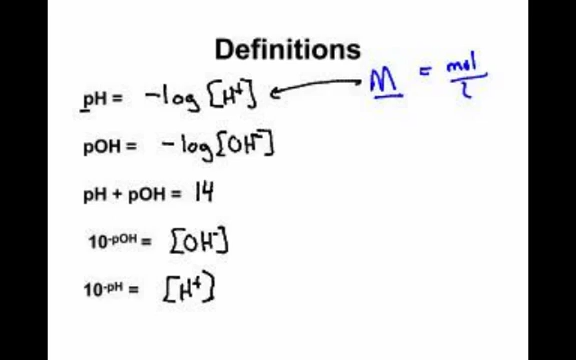 Definitions
pH = -log [H⁺] M = mol/L
pOH = -log[OH⁻]
pH + pOH = 14
10⁻ᵖᴼᴴ = [OH⁻]
10⁻ᵖᴴ = [H⁺]